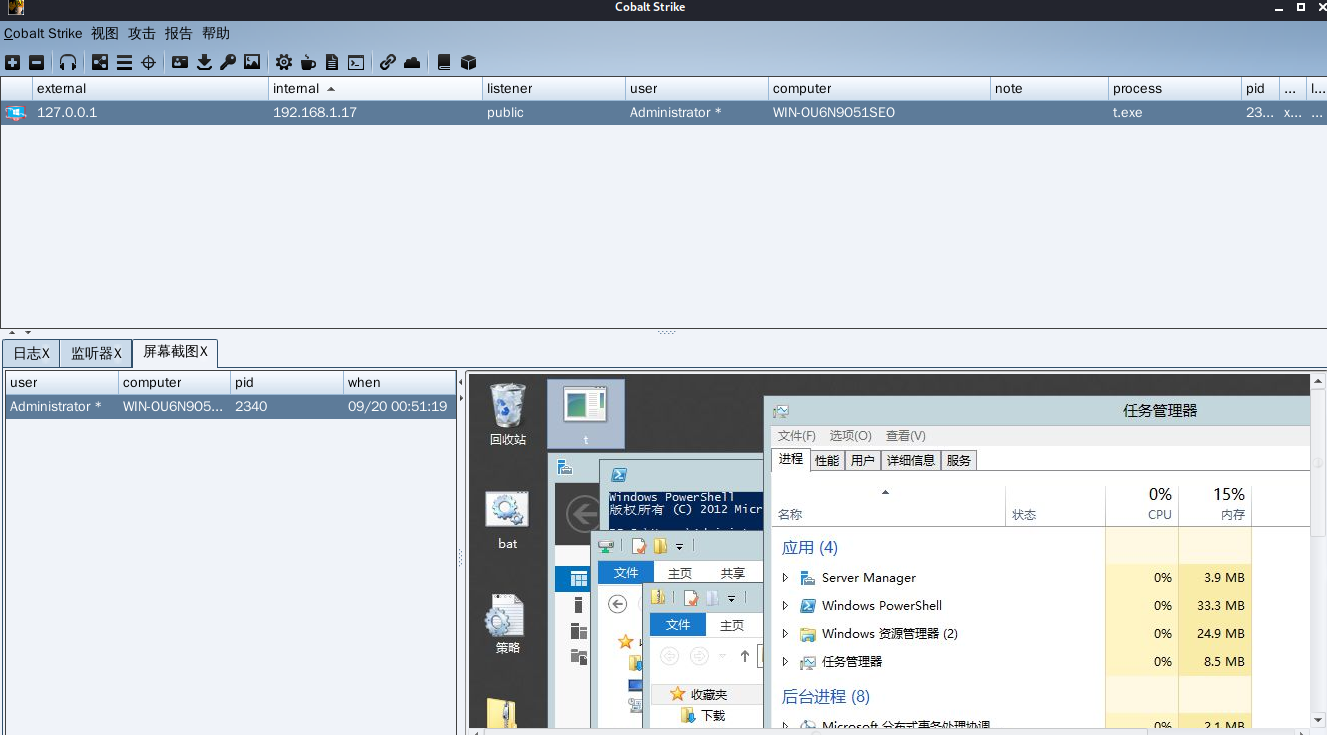 Cobalt Strike
Cobalt Strike 视图 攻击 报告 帮助
external internal listener user computer note process pid ... l...
127.0.0.1 192.168.1.17 public Administrator * WIN-0U6N9051SEO t.exe 23... x... ...
日志X 监听器X 屏幕截图X
user computer pid when
Administrator * WIN-0U6N905... 2340 09/20 00:51:19
回收站
t
bat
策略
Windows PowerShell
版权所有 (C) 2012 Micr
文件 主页 共享
文件 主页
收藏夹
下载
任务管理器
文件(F) 选项(O) 查看(V)
进程 性能 用户 详细信息 服务
0% 15%
名称 状态 CPU 内存
应用 (4)
Server Manager 0% 3.9 MB
Windows PowerShell 0% 33.3 MB
Windows 资源管理器 (2) 0% 24.9 MB
任务管理器 0% 8.5 MB
后台进程 (8)
Microsoft 分布式事务处理协调 0% 2.1 MB